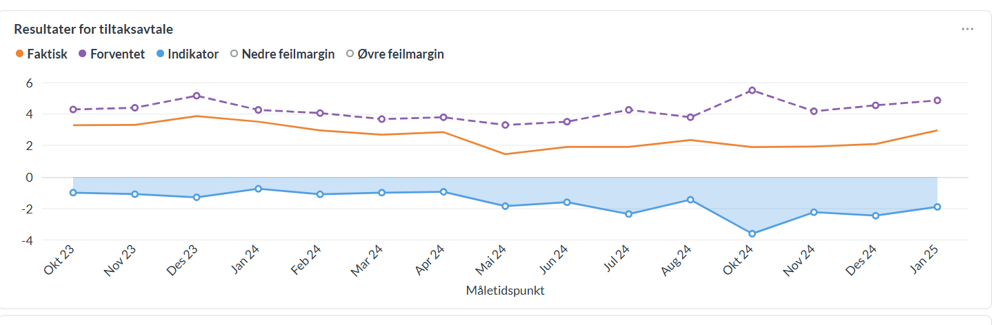 Resultater for tiltaksavtale
Faktisk Forventet Indikator Nedre feilmargin Øvre feilmargin
6
4
2
0
-2
-4
Okt 23 Nov 23 Des 23 Jan 24 Feb 24 Mar 24 Apr 24 Mai 24 Jun 24 Jul 24 Aug 24 Okt 24 Nov 24 Des 24 Jan 25
Måletidspunkt